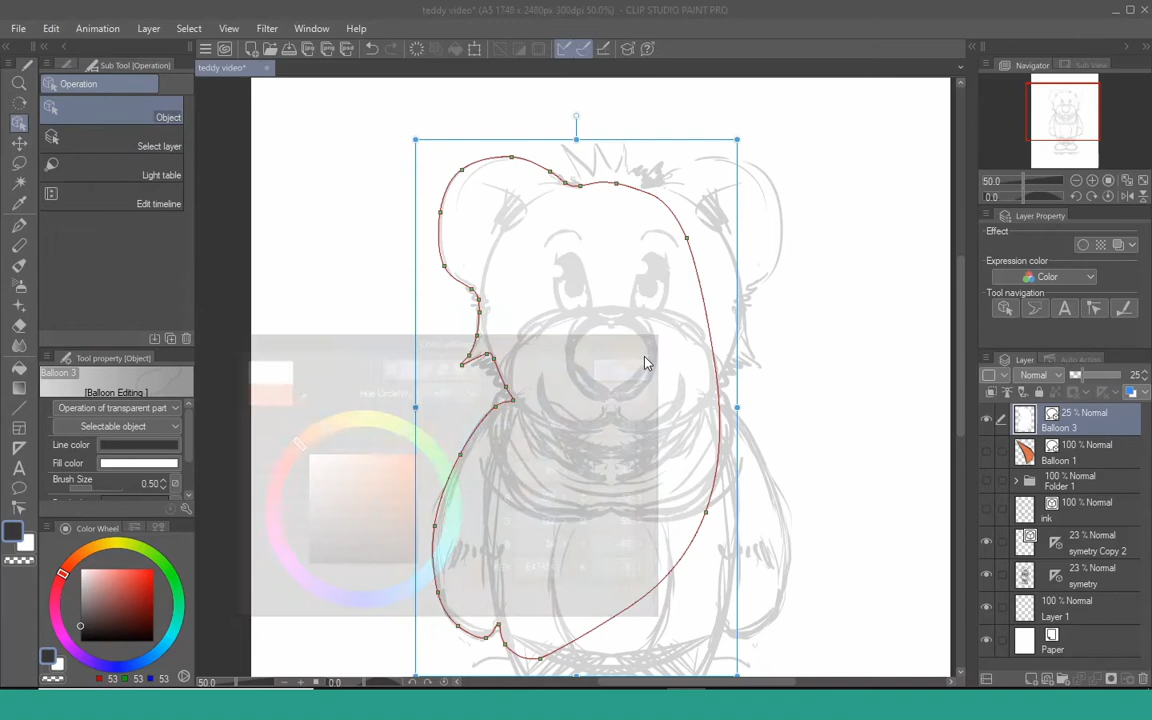 teddy video* (A5 1748 x 2480px 300dpi 50.0%) - CLIP STUDIO PAINT PRO
File Edit Animation Layer Select View Filter Window Help
Sub Tool [Operation]
teddy video*
Navigator
Sub View
Operation
Object
Select layer
Light table
Edit timeline
50.0
0.0
Layer Property
Effect
Expression color
Color
Tool navigation
Tool property [Object]
Balloon 3
[Balloon Editing]
Operation of transparent part
Selectable object
Line color
Fill color
Brush Size 0.50
Color Wheel
53 53 53
Layer
Auto Action
Normal 25
25 % Normal
Balloon 3
100 % Normal
Balloon 1
100 % Normal
Folder 1
100 % Normal
ink
23 % Normal
symetry Copy 2
23 % Normal
symetry
100 % Normal
Layer 1
Paper
50.0 0.0